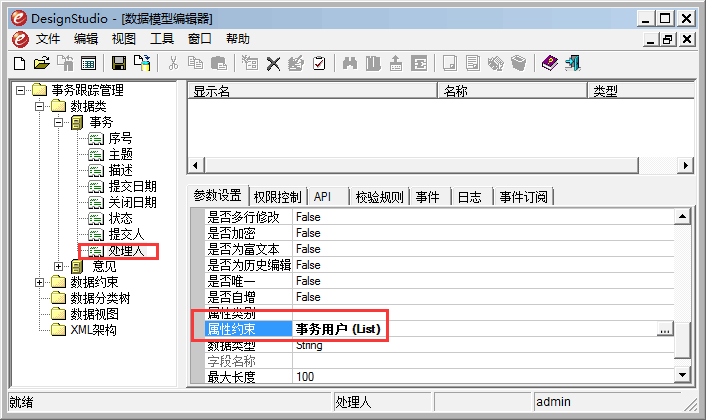 DesignStudio - [数据模型编辑器]
文件 编辑 视图 工具 窗口 帮助
事务跟踪管理
数据类
事务
序号
主题
描述
提交日期
关闭日期
状态
提交人
处理人
意见
数据约束
数据分类树
数据视图
XML架构
显示名 名称 类型
参数设置 权限控制 API 校验规则 事件 日志 事件订阅
是否多行修改 False
是否加密 False
是否为富文本 False
是否为历史编辑 False
是否唯一 False
是否自增 False
属性类别
属性约束 事务用户 (List) ...
数据类型 String
字段名称
最大长度 100
就绪 处理人 admin